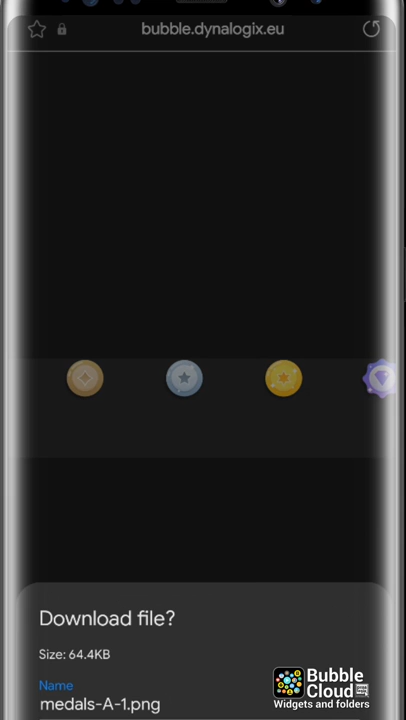 bubble.dynalogix.eu
Download file?
Size: 64.4KB
Name
medals-A-1.png
Bubble
Cloud
Widgets and folders